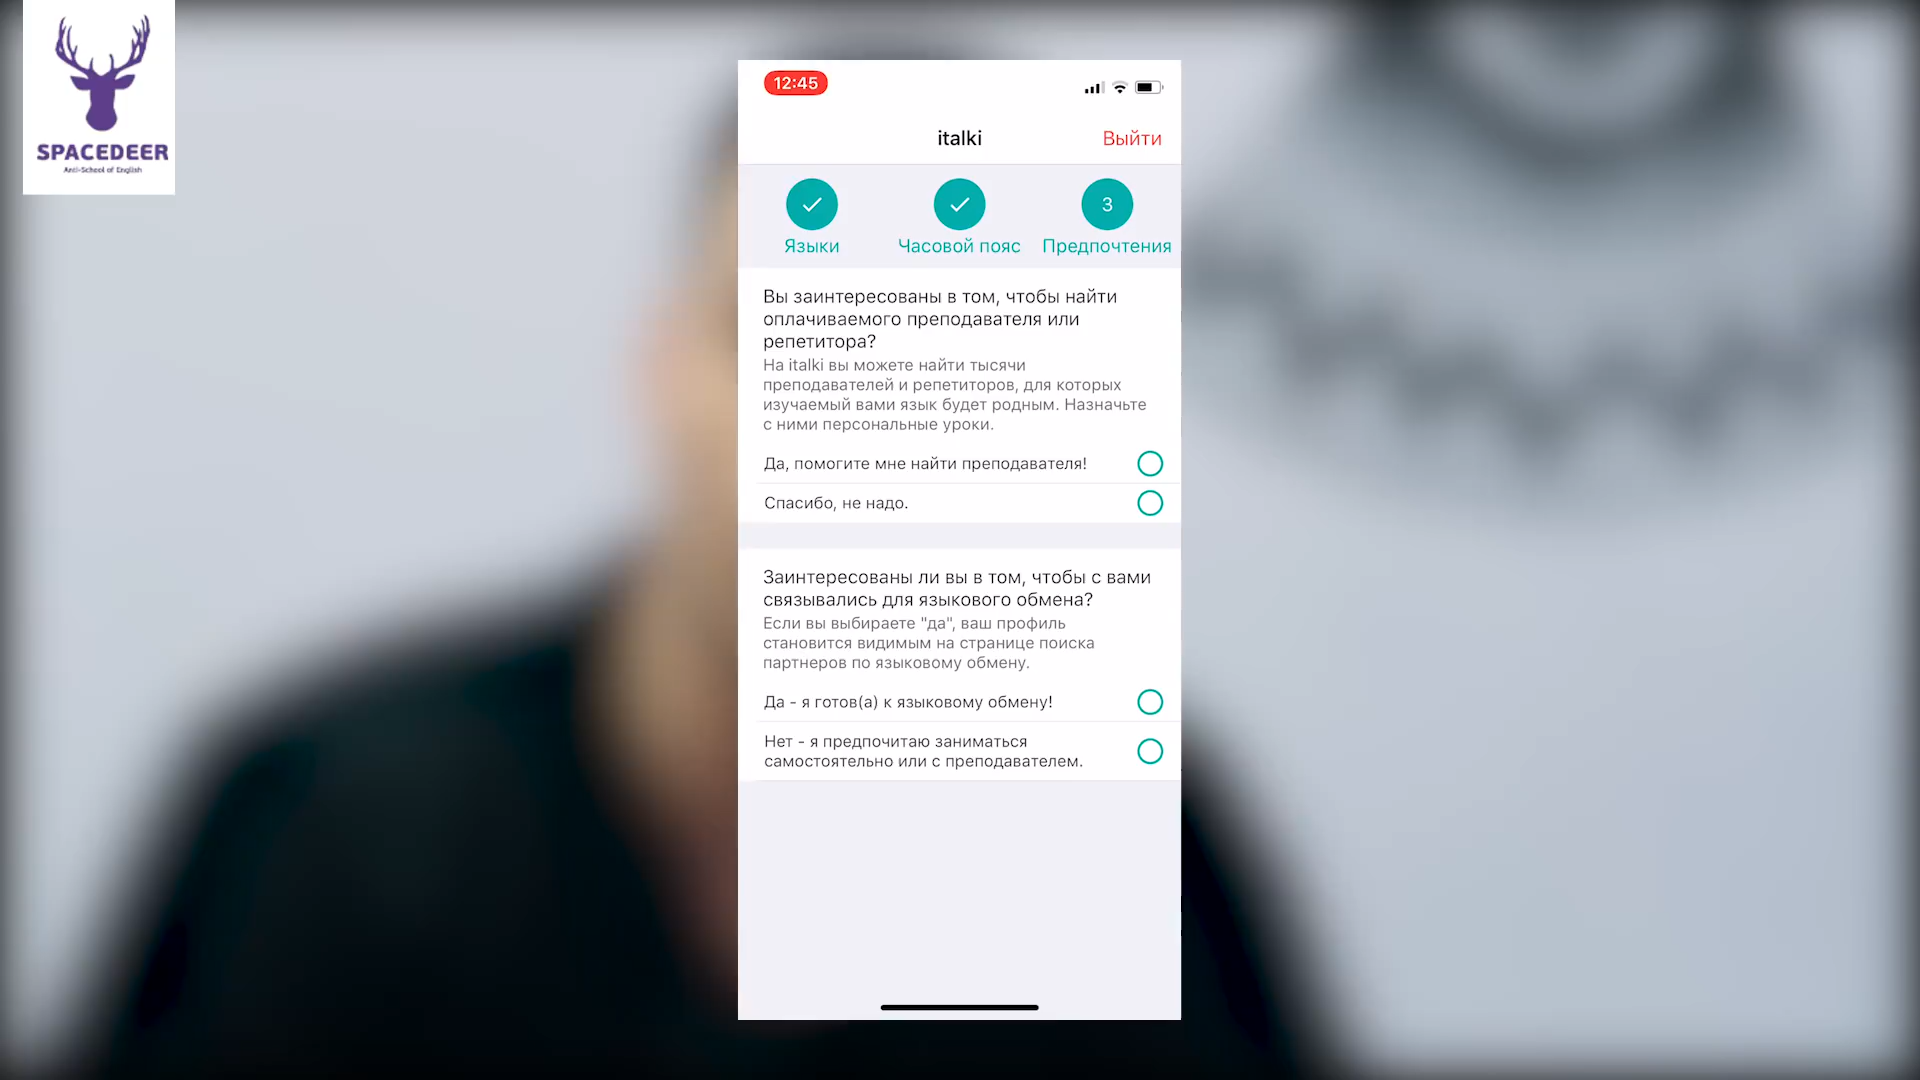 SPACEDEER
Anti-School of English
12:45
italki
Выйти
3
Языки
Часовой пояс
Предпочтения
Вы заинтересованы в том, чтобы найти
оплачиваемого преподавателя или
репетитора?
На italki вы можете найти тысячи
преподавателей и репетиторов, для которых
изучаемый вами язык будет родным. Назначьте
с ними персональные уроки.
Да, помогите мне найти преподавателя!
Спасибо, не надо.
Заинтересованы ли вы в том, чтобы с вами
связывались для языкового обмена?
Если вы выбираете "да", ваш профиль
становится видимым на странице поиска
партнеров по языковому обмену.
Да - я готов(а) к языковому обмену!
Нет - я предпочитаю заниматься
самостоятельно или с преподавателем.